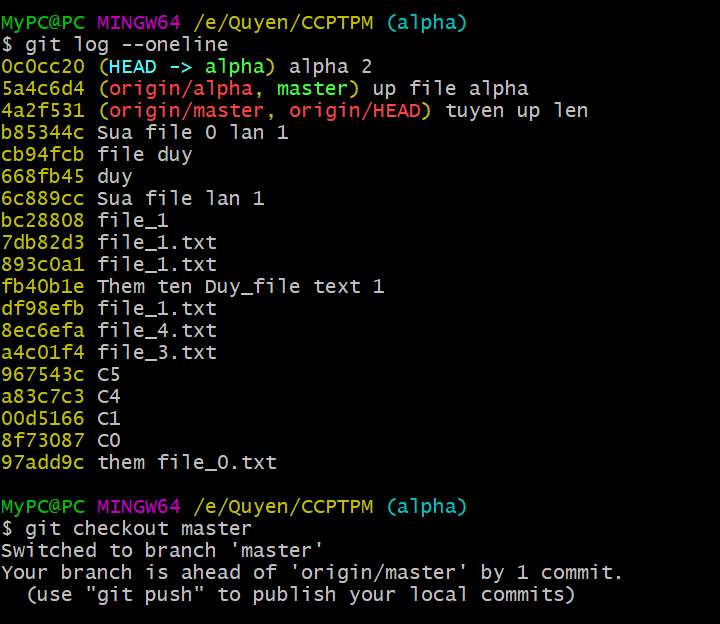 MyPC@PC MINGW64 /e/Quyen/CCPTPM (alpha)
$ git log --oneline
0c0cc20 (HEAD -> alpha) alpha 2
5a4c6d4 (origin/alpha, master) up file alpha
4a2f531 (origin/master, origin/HEAD) tuyen up len
b85344c Sua file 0 lan 1
cb94fcb file duy
668fb45 duy
6c889cc Sua file lan 1
bc28808 file_1
7db82d3 file_1.txt
893c0a1 file_1.txt
fb40b1e Them ten Duy_file text 1
df98efb file_1.txt
8ec6efa file_4.txt
a4c01f4 file_3.txt
967543c C5
a83c7c3 C4
00d5166 C1
8f73087 C0
97add9c them file_0.txt
MyPC@PC MINGW64 /e/Quyen/CCPTPM (alpha)
$ git checkout master
Switched to branch 'master'
Your branch is ahead of 'origin/master' by 1 commit.
  (use "git push" to publish your local commits)